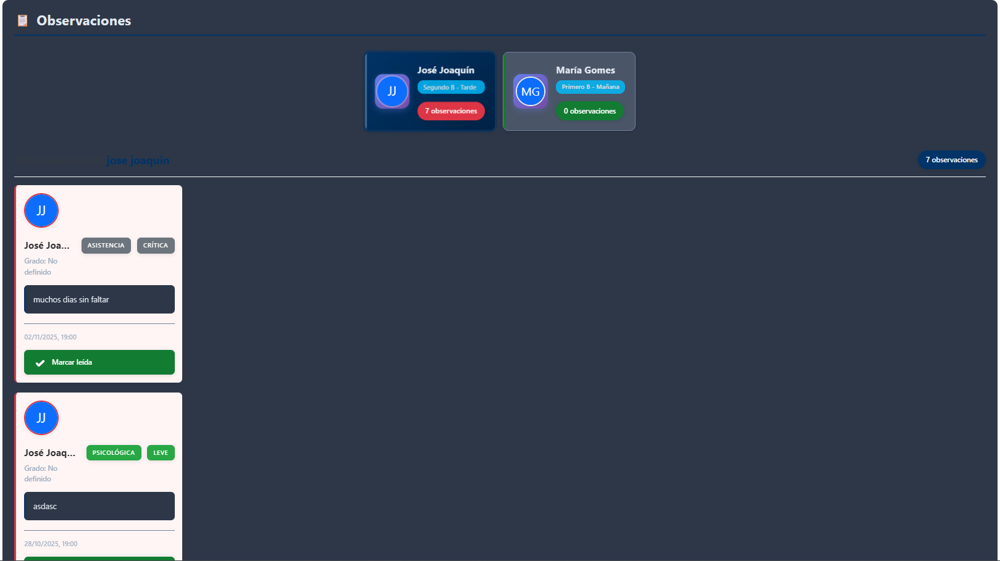 Observaciones
José Joaquín
Segundo B - Tarde
7 observaciones
JJ
María Gomes
Primero B - Mañana
0 observaciones
MG
Observaciones de jose joaquin
7 observaciones
JJ
José Joa...
ASISTENCIA
CRÍTICA
Grado: No
definido
muchos dias sin faltar
02/11/2025, 19:00
Marcar leída
JJ
José Joaq...
PSICOLÓGICA
LEVE
Grado: No
definido
asdasc
28/10/2025, 19:00